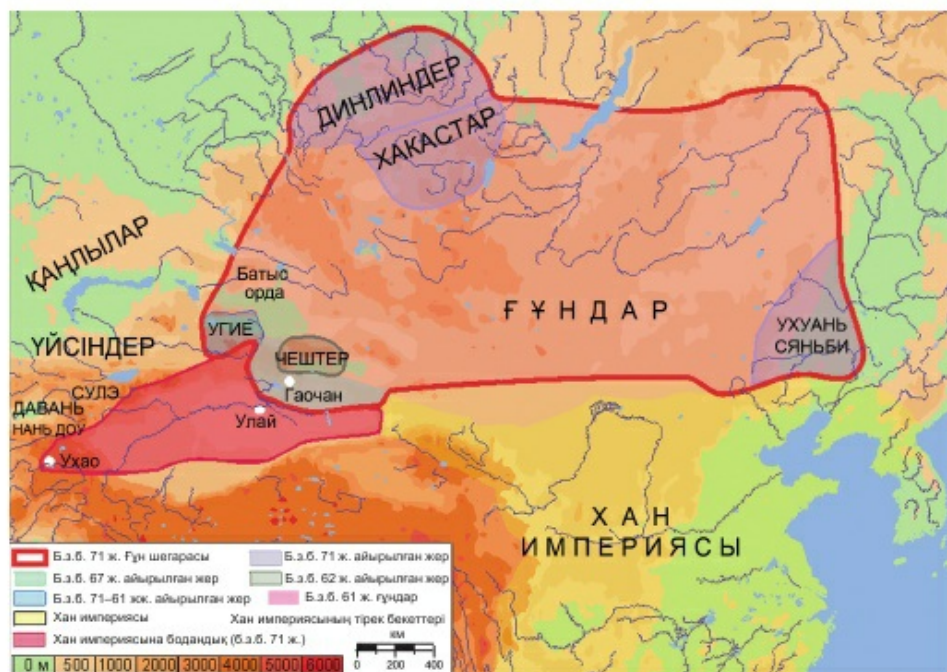 ДИНЛИНДЕР
ХАКАСТАР
ҚАҢЛЫЛАР
Батыс
орда
ҒҰНДАР
УГИЕ
УХУАНЬ
СЯНЬБИ
ҮЙСІНДЕР
ЧЕШТЕР
СУЛЭ
Гаочан
ДАВАНЬ
Улай
НАНЬ ДОУ
Ухао
ХАН
ИМПЕРИЯСЫ
Б.з.б. 71 ж. Ғұн шегарасы
Б.з.б. 71 ж. айырылған жер
Б.з.б. 67 ж. айырылған жер
Б.з.б. 62 ж. айырылған жер
Б.з.б. 71–61 жж. айырылған жер
Б.з.б. 61 ж. ғұндар
Хан империясы
Хан империясының тірек бекеттері
Хан империясына бодандық (б.з.б. 71 ж.)
км
0 200 400
0 м 500 1000 2000 3000 4000 5000 6000